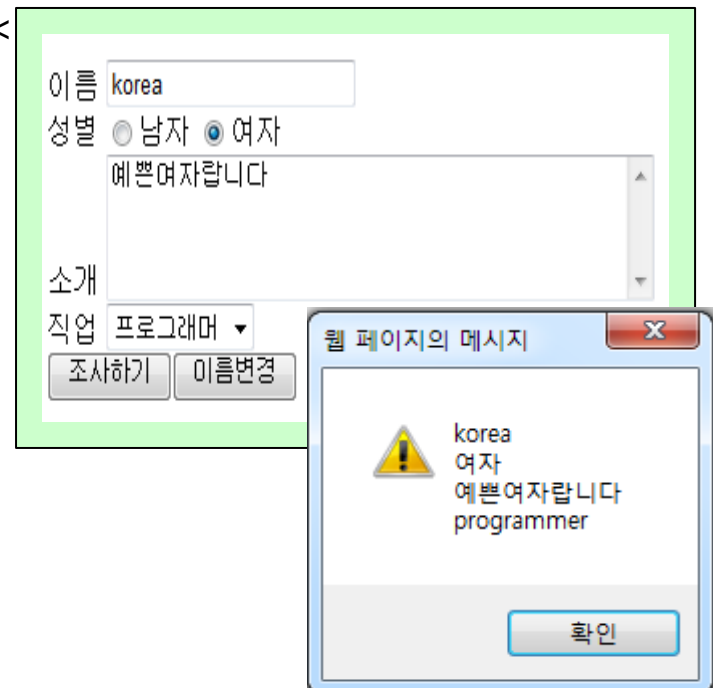 <
이름 korea
성별 남자 여자
예쁜여자랍니다
소개
직업 프로그래머
조사하기 이름변경
웹 페이지의 메시지
korea
여자
예쁜여자랍니다
programmer
확인